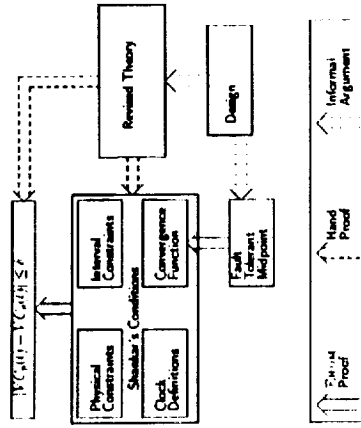 Revised Theory
Design
Interval
Constraints
Convergence
Function
Physical
Constraints
Clock
Definitions
Shankar's Conditions
Fault
Tolerant
Midpoint
Proof
Hand
Proof
Informal
Argument